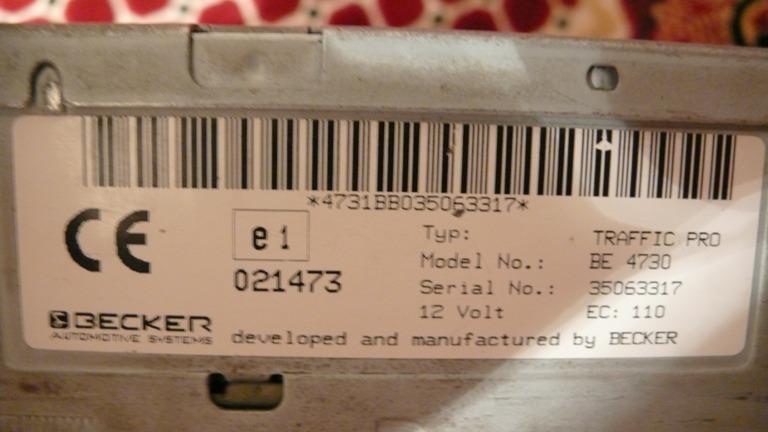 *4731BB035063317*
CE
e1
021473
Typ: TRAFFIC PRO
Model No.: BE 4730
Serial No.: 35063317
12 Volt EC: 110
BECKER
AUTOMOTIVE SYSTEMS
developed and manufactured by BECKER